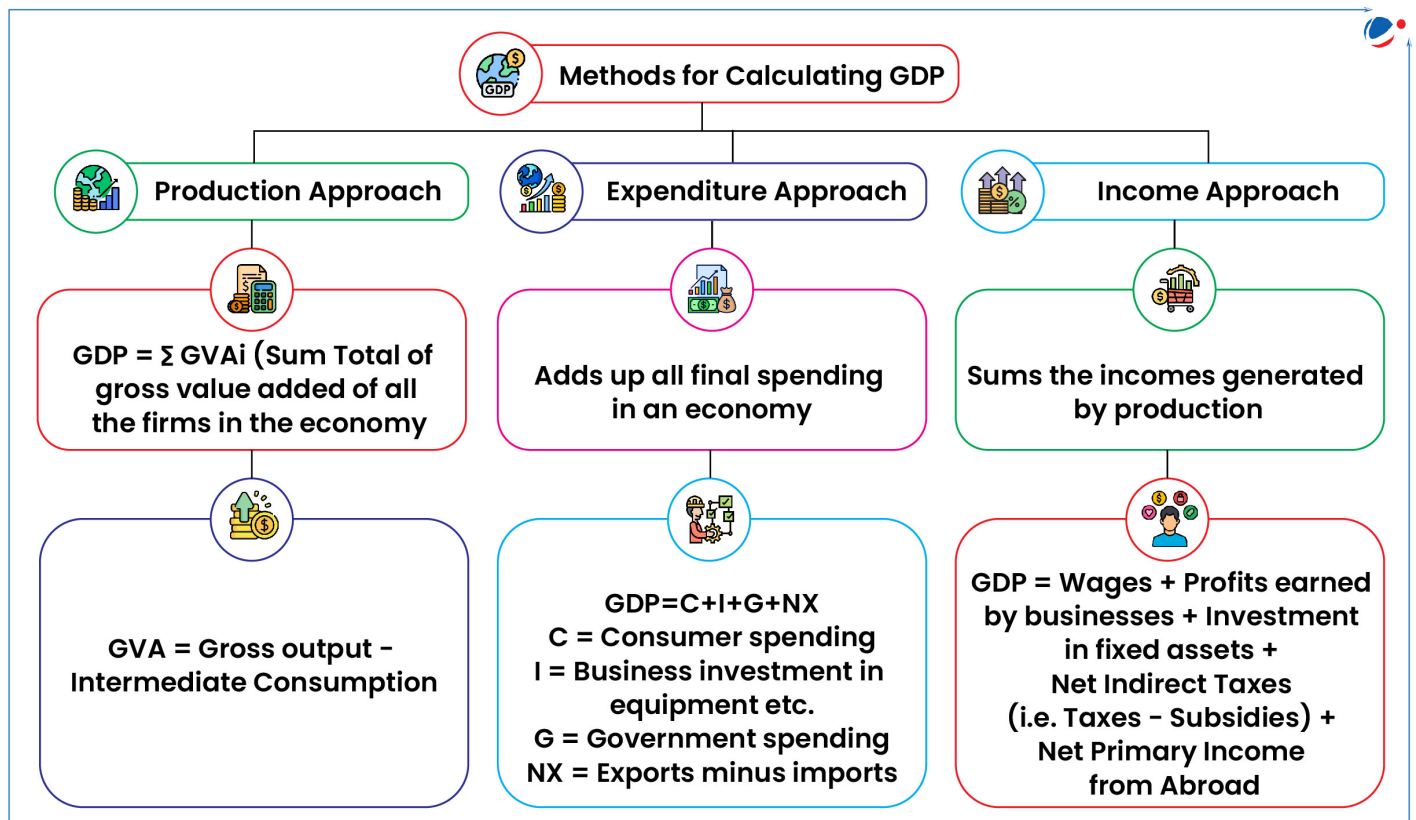 GDP
Methods for Calculating GDP
Production Approach
Expenditure Approach
Income Approach
GDP = Σ GVAi (Sum Total of
gross value added of all
the firms in the economy
Adds up all final spending
in an economy
Sums the incomes generated
by production
GVA = Gross output -
Intermediate Consumption
GDP=C+I+G+NX
C = Consumer spending
I = Business investment in
equipment etc.
G = Government spending
NX = Exports minus imports
GDP = Wages + Profits earned
by businesses + Investment
in fixed assets +
Net Indirect Taxes
(i.e. Taxes - Subsidies) +
Net Primary Income
from Abroad